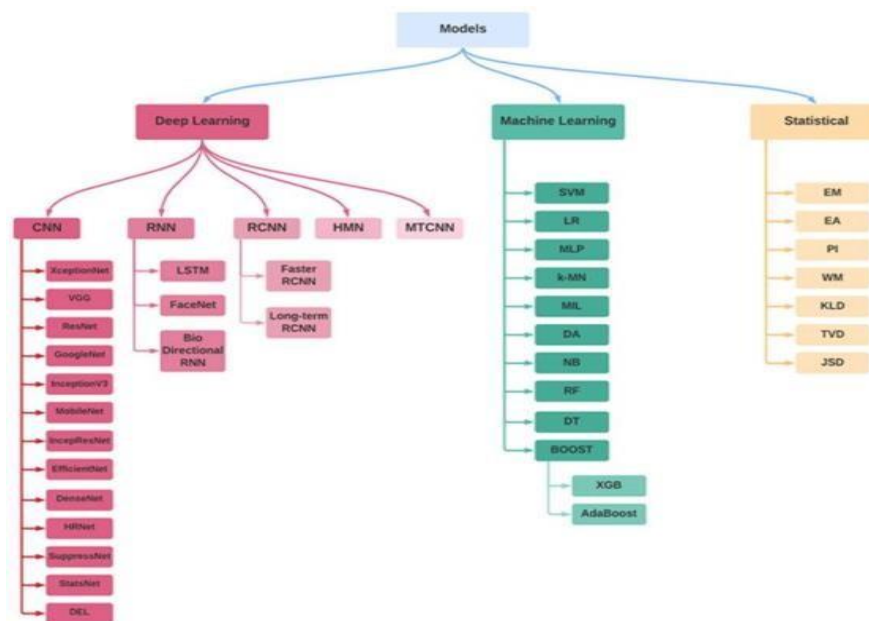 Models
Deep Learning
Machine Learning
Statistical
CNN
RNN
RCNN
HMN
MTCNN
XceptionNet
VGG
ResNet
GoogleNet
InceptionV3
MobileNet
IncepResNet
EfficientNet
DenseNet
HRNet
SuppressNet
StatsNet
DEL
LSTM
FaceNet
Bio
Directional
RNN
Faster
RCNN
Long-term
RCNN
SVM
LR
MLP
k-MN
MIL
DA
NB
RF
DT
BOOST
XGB
AdaBoost
EM
EA
PI
WM
KLD
TVD
JSD